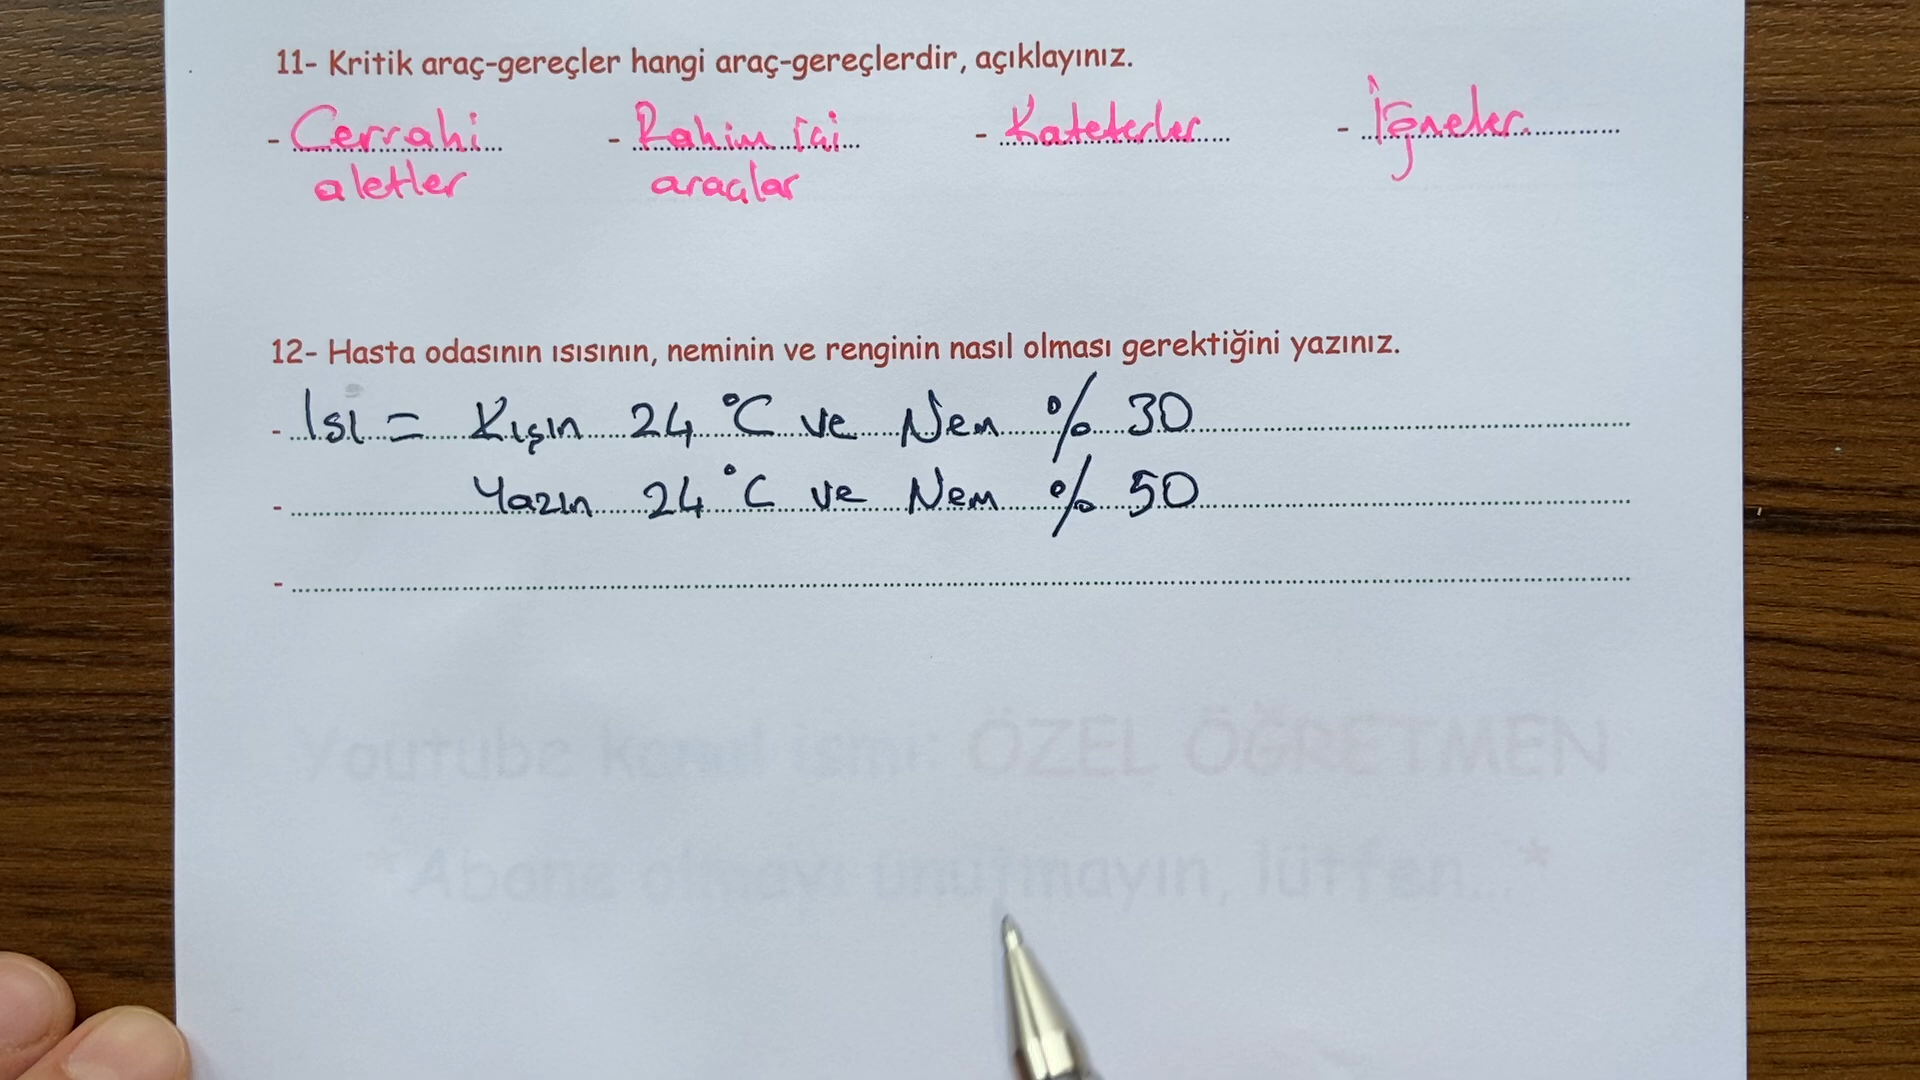 11- Kritik araç-gereçler hangi araç-gereçlerdir, açıklayınız.
- Cerrahi aletler - Rahim içi araçlar - Kateterler - İğneler
12- Hasta odasının ısısının, neminin ve renginin nasıl olması gerektiğini yazınız.
- Isı = Kışın 24 °C ve Nem % 30
- Yazın 24 °C ve Nem % 50
-
Youtube kanal ismi: ÖZEL ÖĞRETMEN
*Abone olmayı unutmayın, lütfen...*